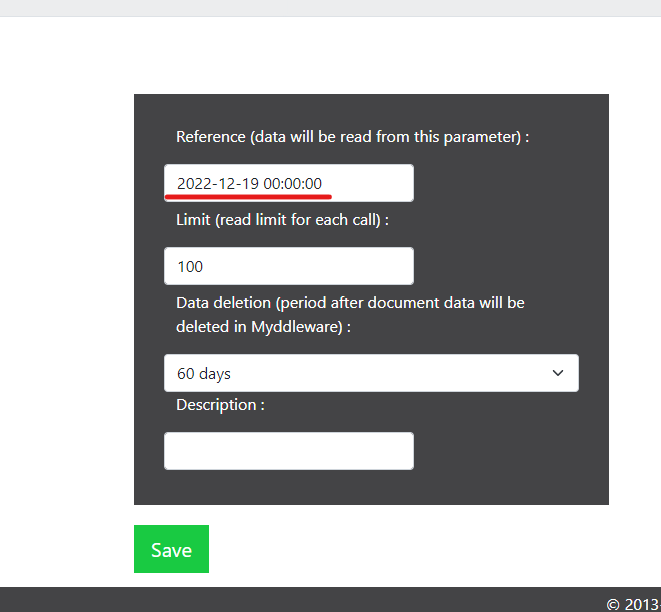 Reference (data will be read from this parameter) :
2022-12-19 00:00:00
Limit (read limit for each call) :
100
Data deletion (period after document data will be
deleted in Myddleware) :
60 days
Description :
Save
© 2013-